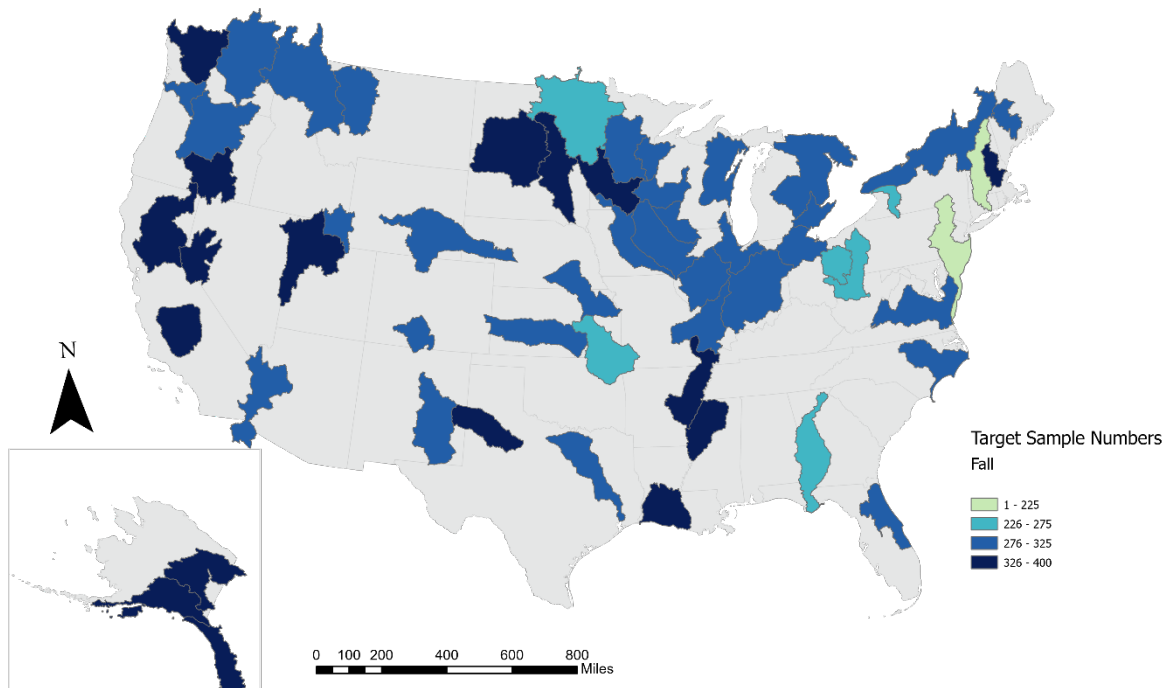 N
Target Sample Numbers
Fall
1 - 225
226 - 275
276 - 325
326 - 400
0 100 200 400 600 800
Miles